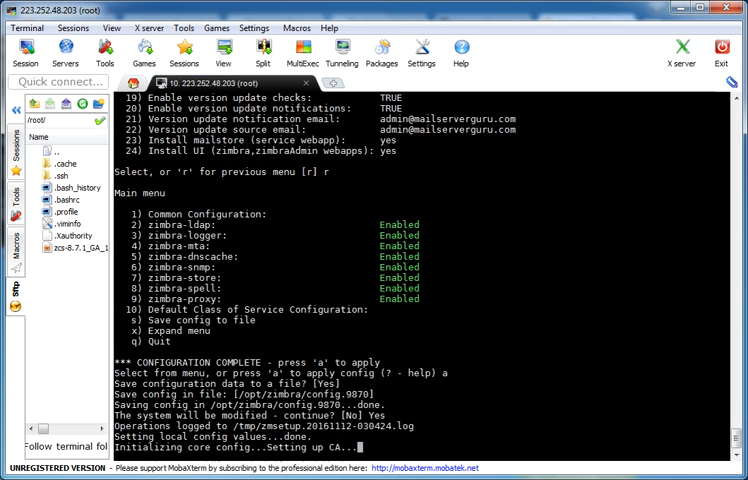 223.252.48.203 (root)
Terminal Sessions View X server Tools Games Settings Macros Help
Session Servers Tools Games Sessions View Split MultiExec Tunneling Packages Settings Help X server Exit
Quick connect...
10. 223.252.48.203 (root)
/root/
Name
..
.cache
.ssh
.bash_history
.bashrc
.profile
.viminfo
.Xauthority
zcs-8.7.1_GA_1
Sessions
Tools
Macros
Sftp
Follow terminal fol
19) Enable version update checks: TRUE
20) Enable version update notifications: TRUE
21) Version update notification email: admin@mailserverguru.com
22) Version update source email: admin@mailserverguru.com
23) Install mailstore (service webapp): yes
24) Install UI (zimbra,zimbraAdmin webapps): yes
Select, or 'r' for previous menu [r] r
Main menu
1) Common Configuration:
2) zimbra-ldap: Enabled
3) zimbra-logger: Enabled
4) zimbra-mta: Enabled
5) zimbra-dnscache: Enabled
6) zimbra-snmp: Enabled
7) zimbra-store: Enabled
8) zimbra-spell: Enabled
9) zimbra-proxy: Enabled
10) Default Class of Service Configuration:
s) Save config to file
x) Expand menu
q) Quit
*** CONFIGURATION COMPLETE - press 'a' to apply
Select from menu, or press 'a' to apply config (? - help) a
Save configuration data to a file? [Yes]
Save config in file: [/opt/zimbra/config.9870]
Saving config in /opt/zimbra/config.9870...done.
The system will be modified - continue? [No] Yes
Operations logged to /tmp/zmsetup.20161112-030424.log
Setting local config values...done.
Initializing core config...Setting up CA...
UNREGISTERED VERSION - Please support MobaXterm by subscribing to the professional edition here: http://mobaxterm.mobatek.net